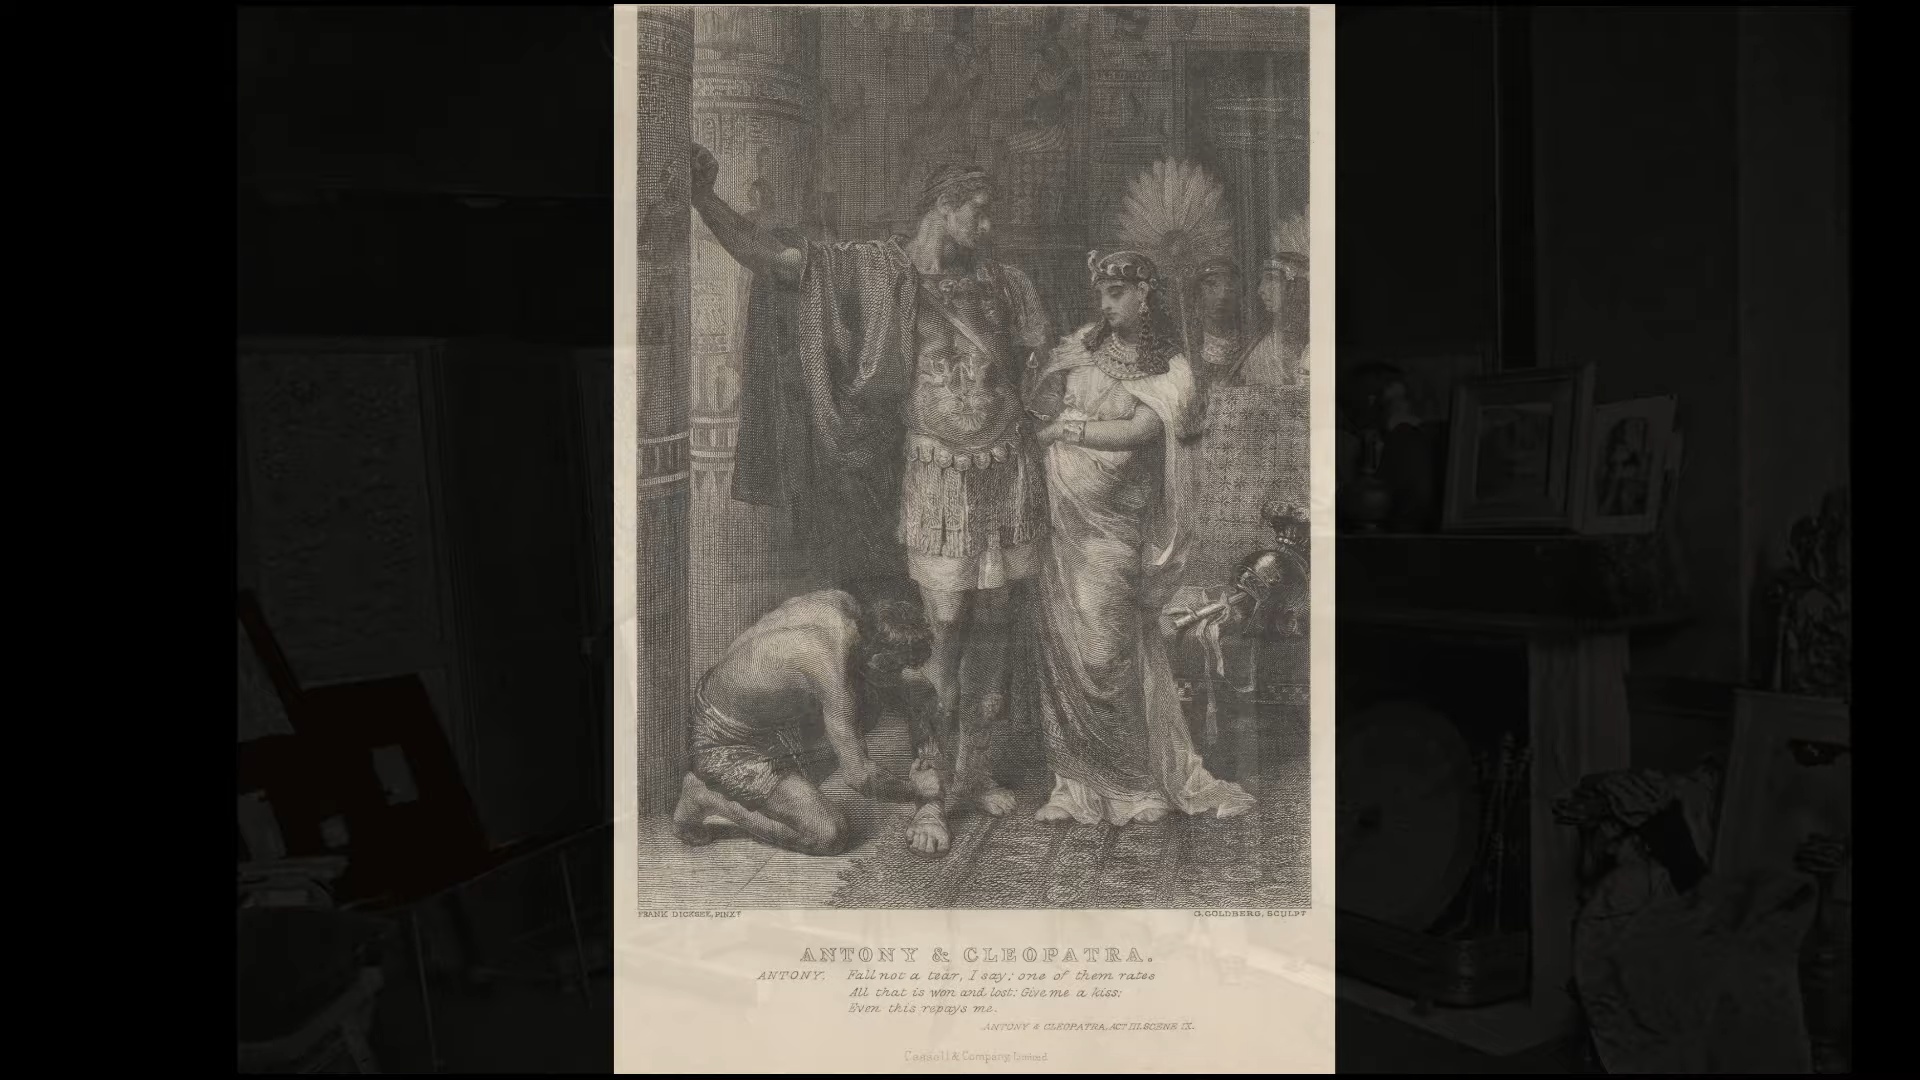 FRANK DICKSEE, PINXT
G. GOLDBERG, SCULPT
ANTONY & CLEOPATRA.
ANTONY. Fall not a tear, I say; one of them rates
All that is won and lost: Give me a kiss:
Even this repays me.
ANTONY & CLEOPATRA, ACT III. SCENE IX.
Cassell & Company Limited